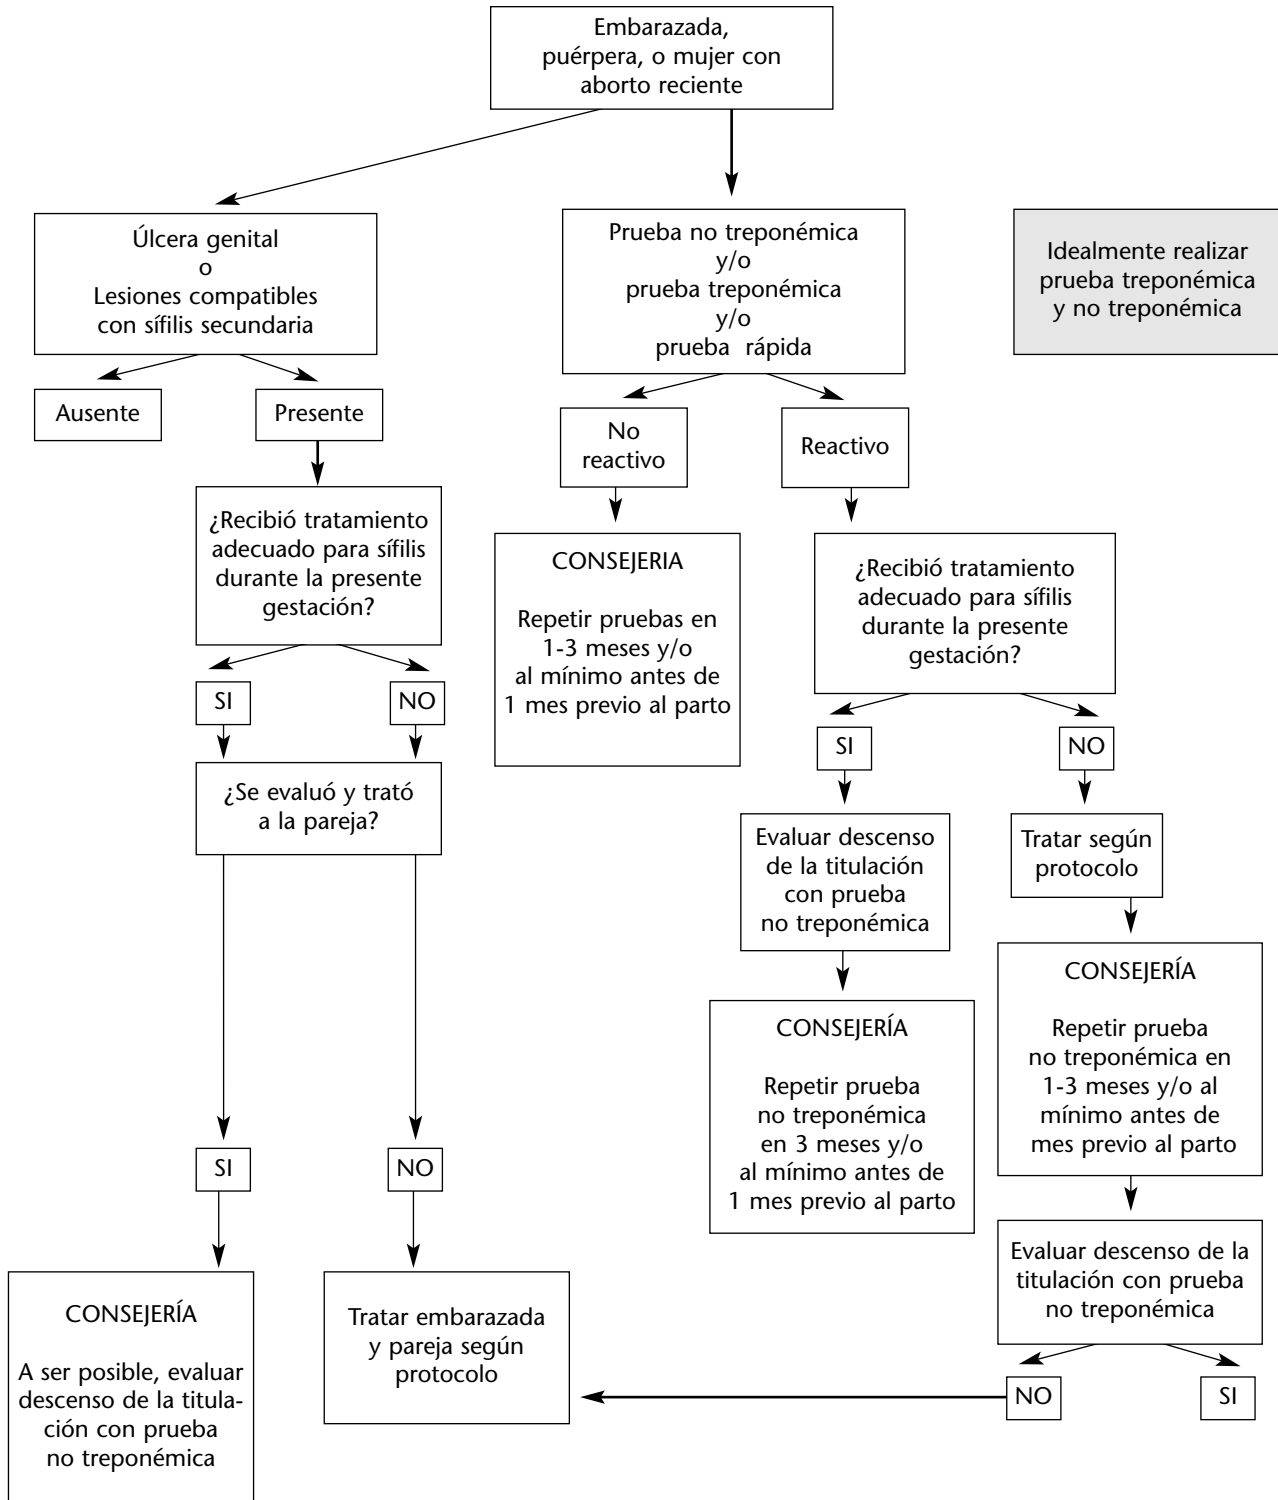 Embarazada,
puérpera, o mujer con
aborto reciente
Úlcera genital
o
Lesiones compatibles
con sífilis secundaria
Prueba no treponémica
y/o
prueba treponémica
y/o
prueba rápida
Idealmente realizar
prueba treponémica
y no treponémica
Ausente
Presente
No
reactivo
Reactivo
¿Recibió tratamiento
adecuado para sífilis
durante la presente
gestación?
CONSEJERIA
Repetir pruebas en
1-3 meses y/o
al mínimo antes de
1 mes previo al parto
¿Recibió tratamiento
adecuado para sífilis
durante la presente
gestación?
SI
NO
¿Se evaluó y trató
a la pareja?
SI
NO
Evaluar descenso
de la titulación
con prueba
no treponémica
Tratar según
protocolo
CONSEJERÍA
Repetir prueba
no treponémica
en 3 meses y/o
al mínimo antes de
1 mes previo al parto
CONSEJERÍA
Repetir prueba
no treponémica en
1-3 meses y/o al
mínimo antes de
mes previo al parto
SI
NO
Evaluar descenso de la
titulación con prueba
no treponémica
CONSEJERÍA
A ser posible, evaluar
descenso de la titula-
ción con prueba
no treponémica
Tratar embarazada
y pareja según
protocolo
NO
SI